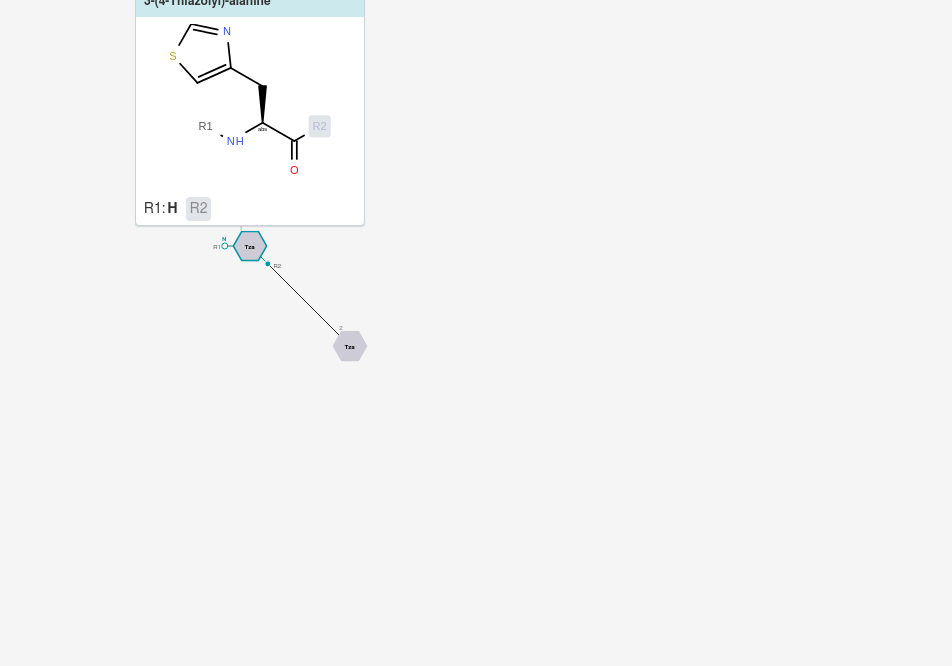 3-(4-Thiazolyl)-alanine
N
S
R1
R2
abs
NH
O
R1: H R2
N
R1
Tza
R2
2
Tza